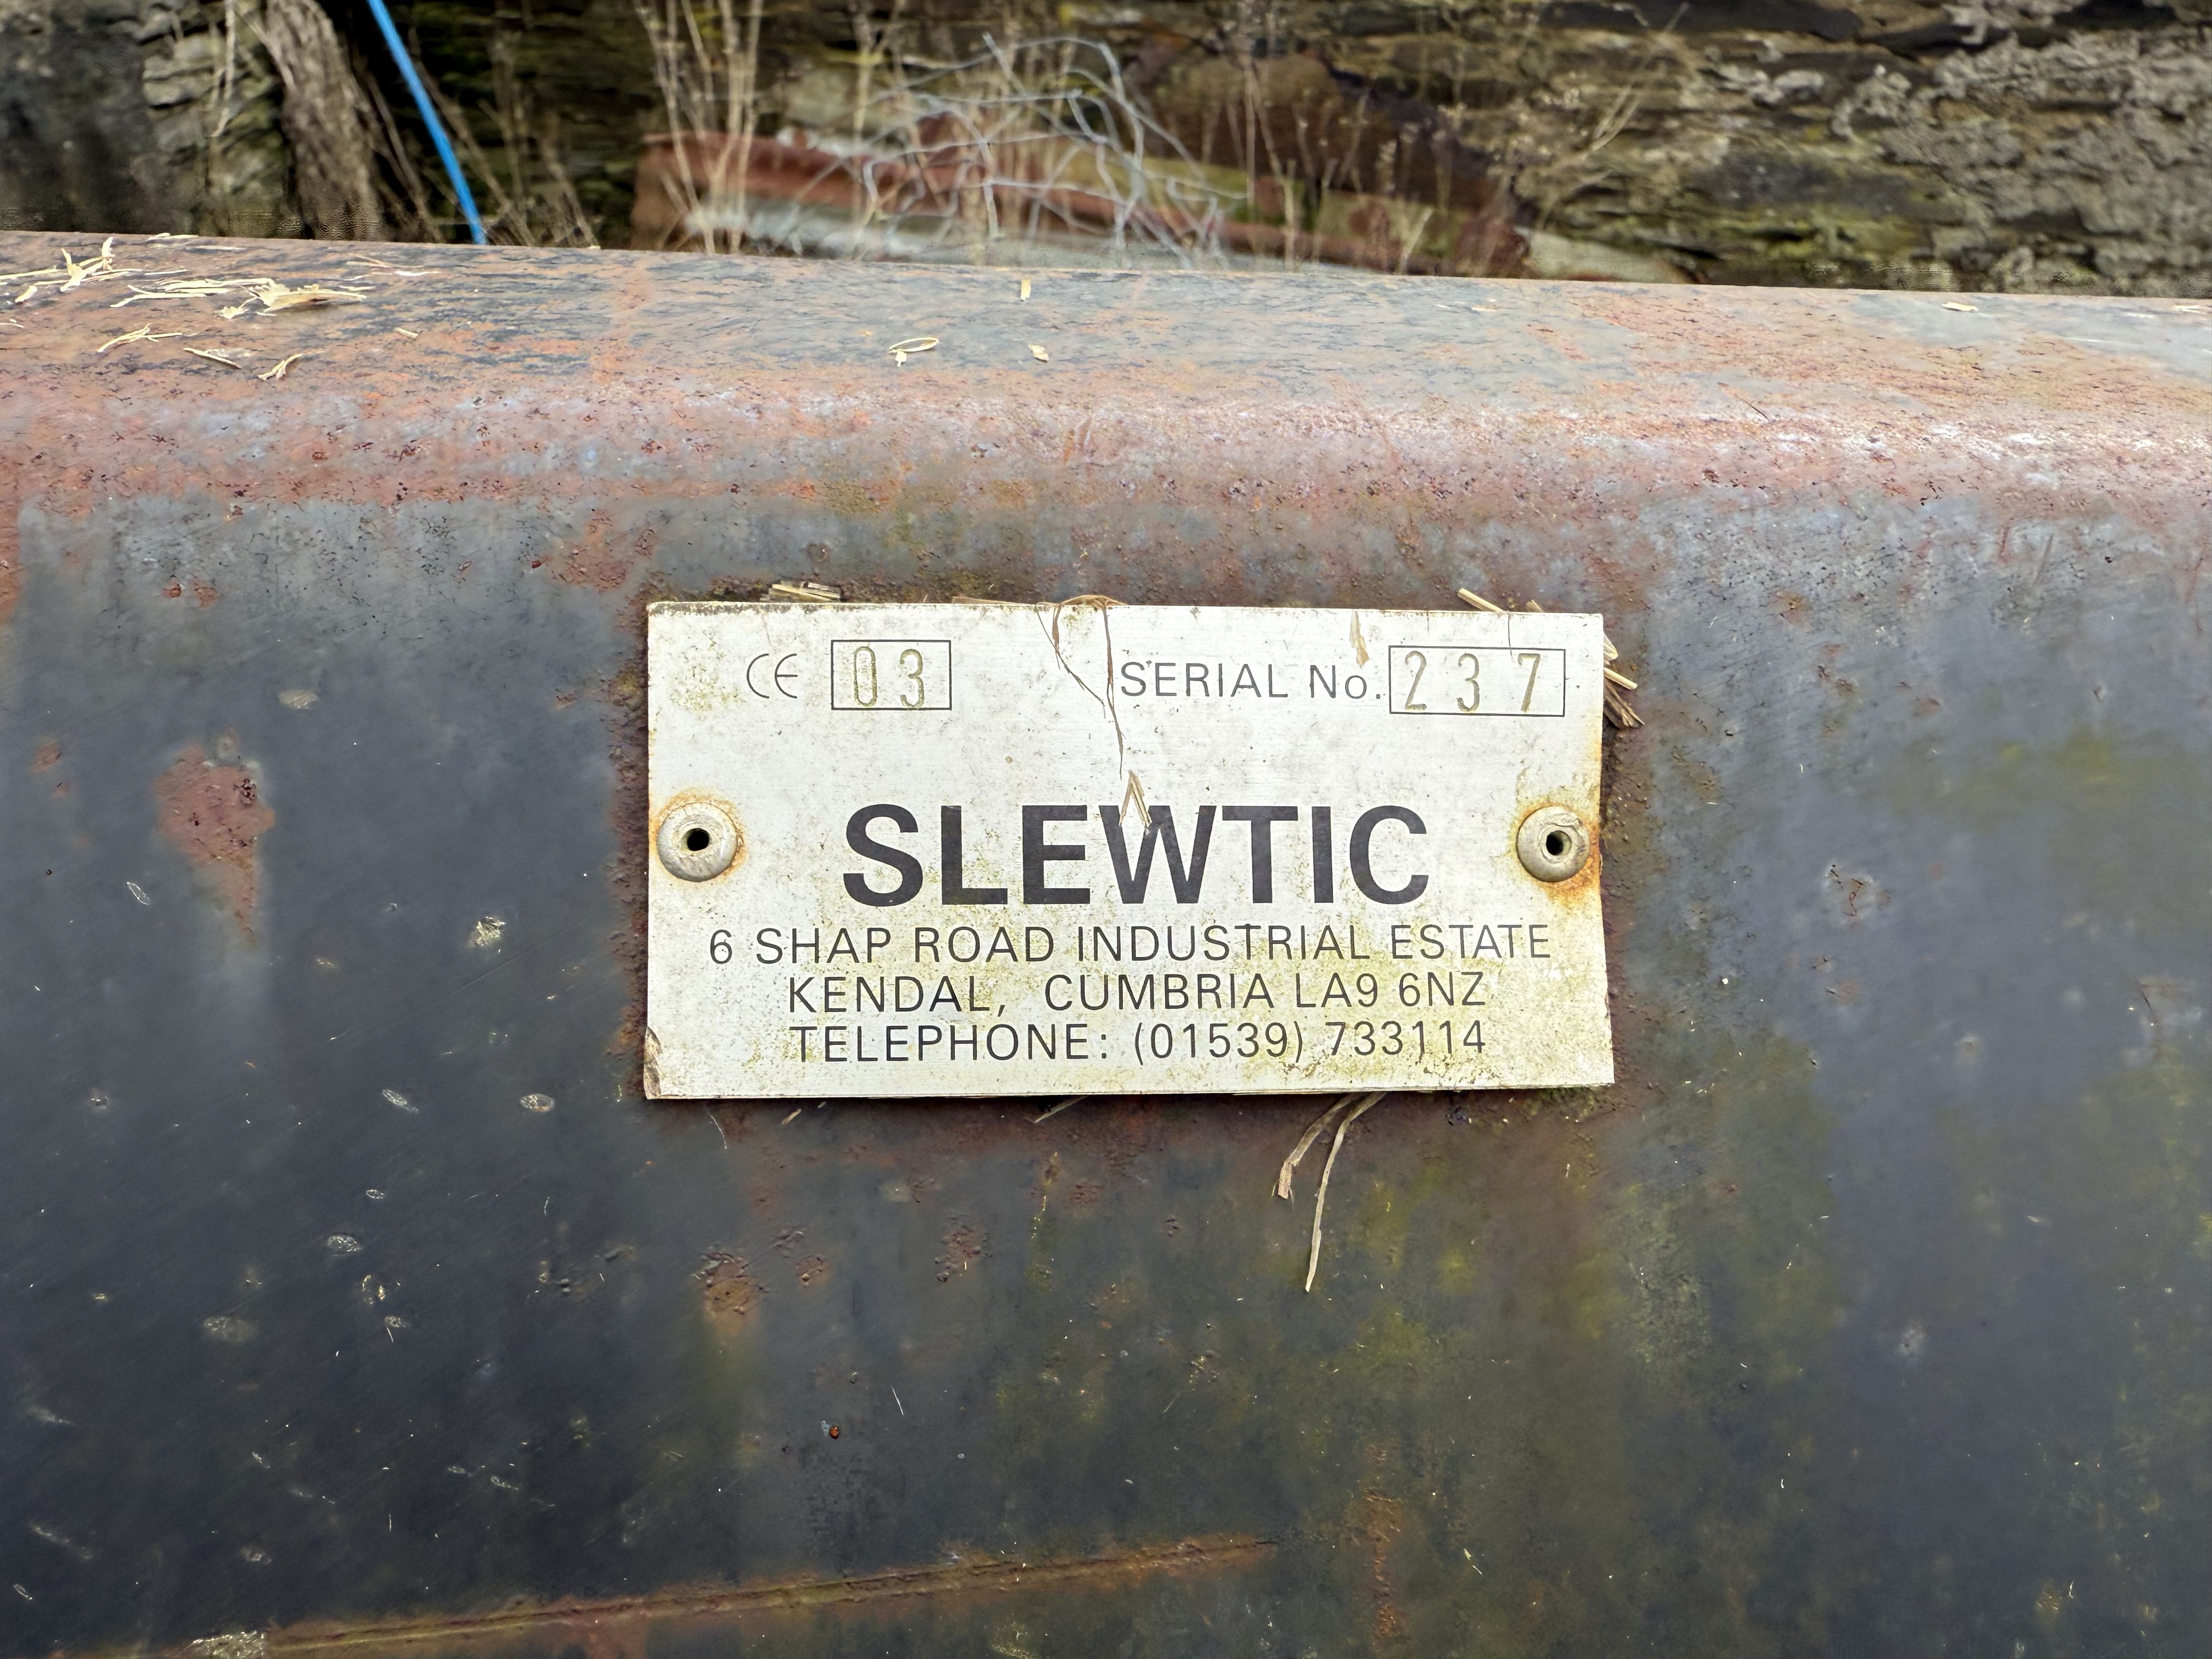 CE 03 SERIAL No. 237
SLEWTIC
6 SHAP ROAD INDUSTRIAL ESTATE
KENDAL, CUMBRIA LA9 6NZ
TELEPHONE: (01539) 733114